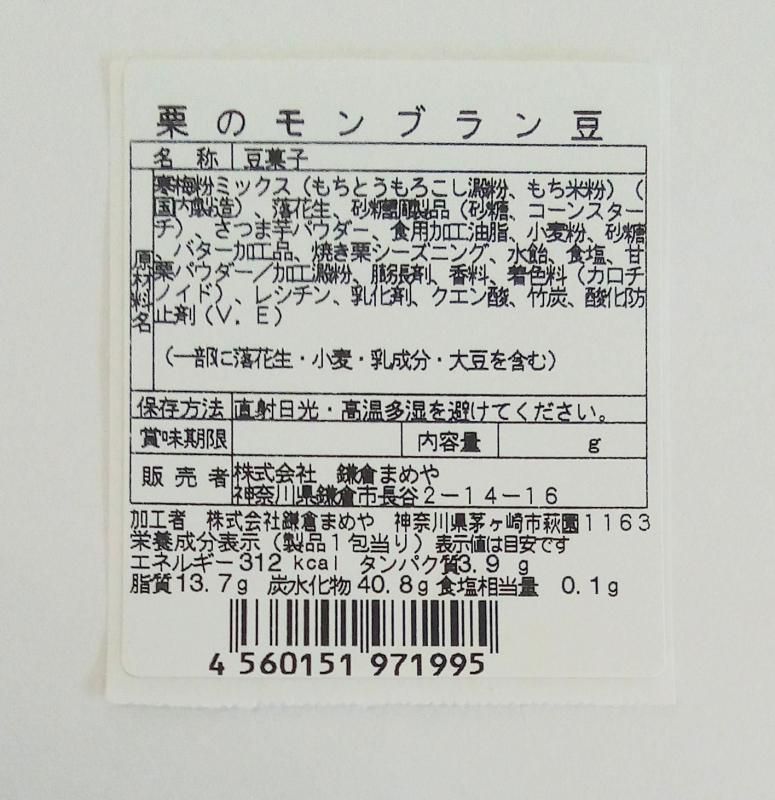 栗のモンブラン豆
名 称 豆菓子
原材料名
寒梅粉ミックス（もちとうもろこし澱粉、もち米粉）（
国内製造）、落花生、砂糖調製品（砂糖、コーンスター
チ）、さつま芋パウダー、食用加工油脂、小麦粉、砂糖
、バター加工品、焼き栗シーズニング、水飴、食塩、甘
栗パウダー／加工澱粉、膨張剤、香料、着色料（カロチ
ノイド）、レシチン、乳化剤、クエン酸、竹炭、酸化防
止剤（V．E）
（一部に落花生・小麦・乳成分・大豆を含む）
保存方法 直射日光・高温多湿を避けてください。
賞味期限 内容量 g
販売者 株式会社 鎌倉まめや
神奈川県鎌倉市長谷２－１４－１６
加工者 株式会社鎌倉まめや 神奈川県茅ヶ崎市萩園１１６３
栄養成分表示（製品１包当り）表示値は目安です
エネルギー312 kcal タンパク質3.9 g
脂質13.7g 炭水化物40.8g 食塩相当量 0.1g
4 560151 971995